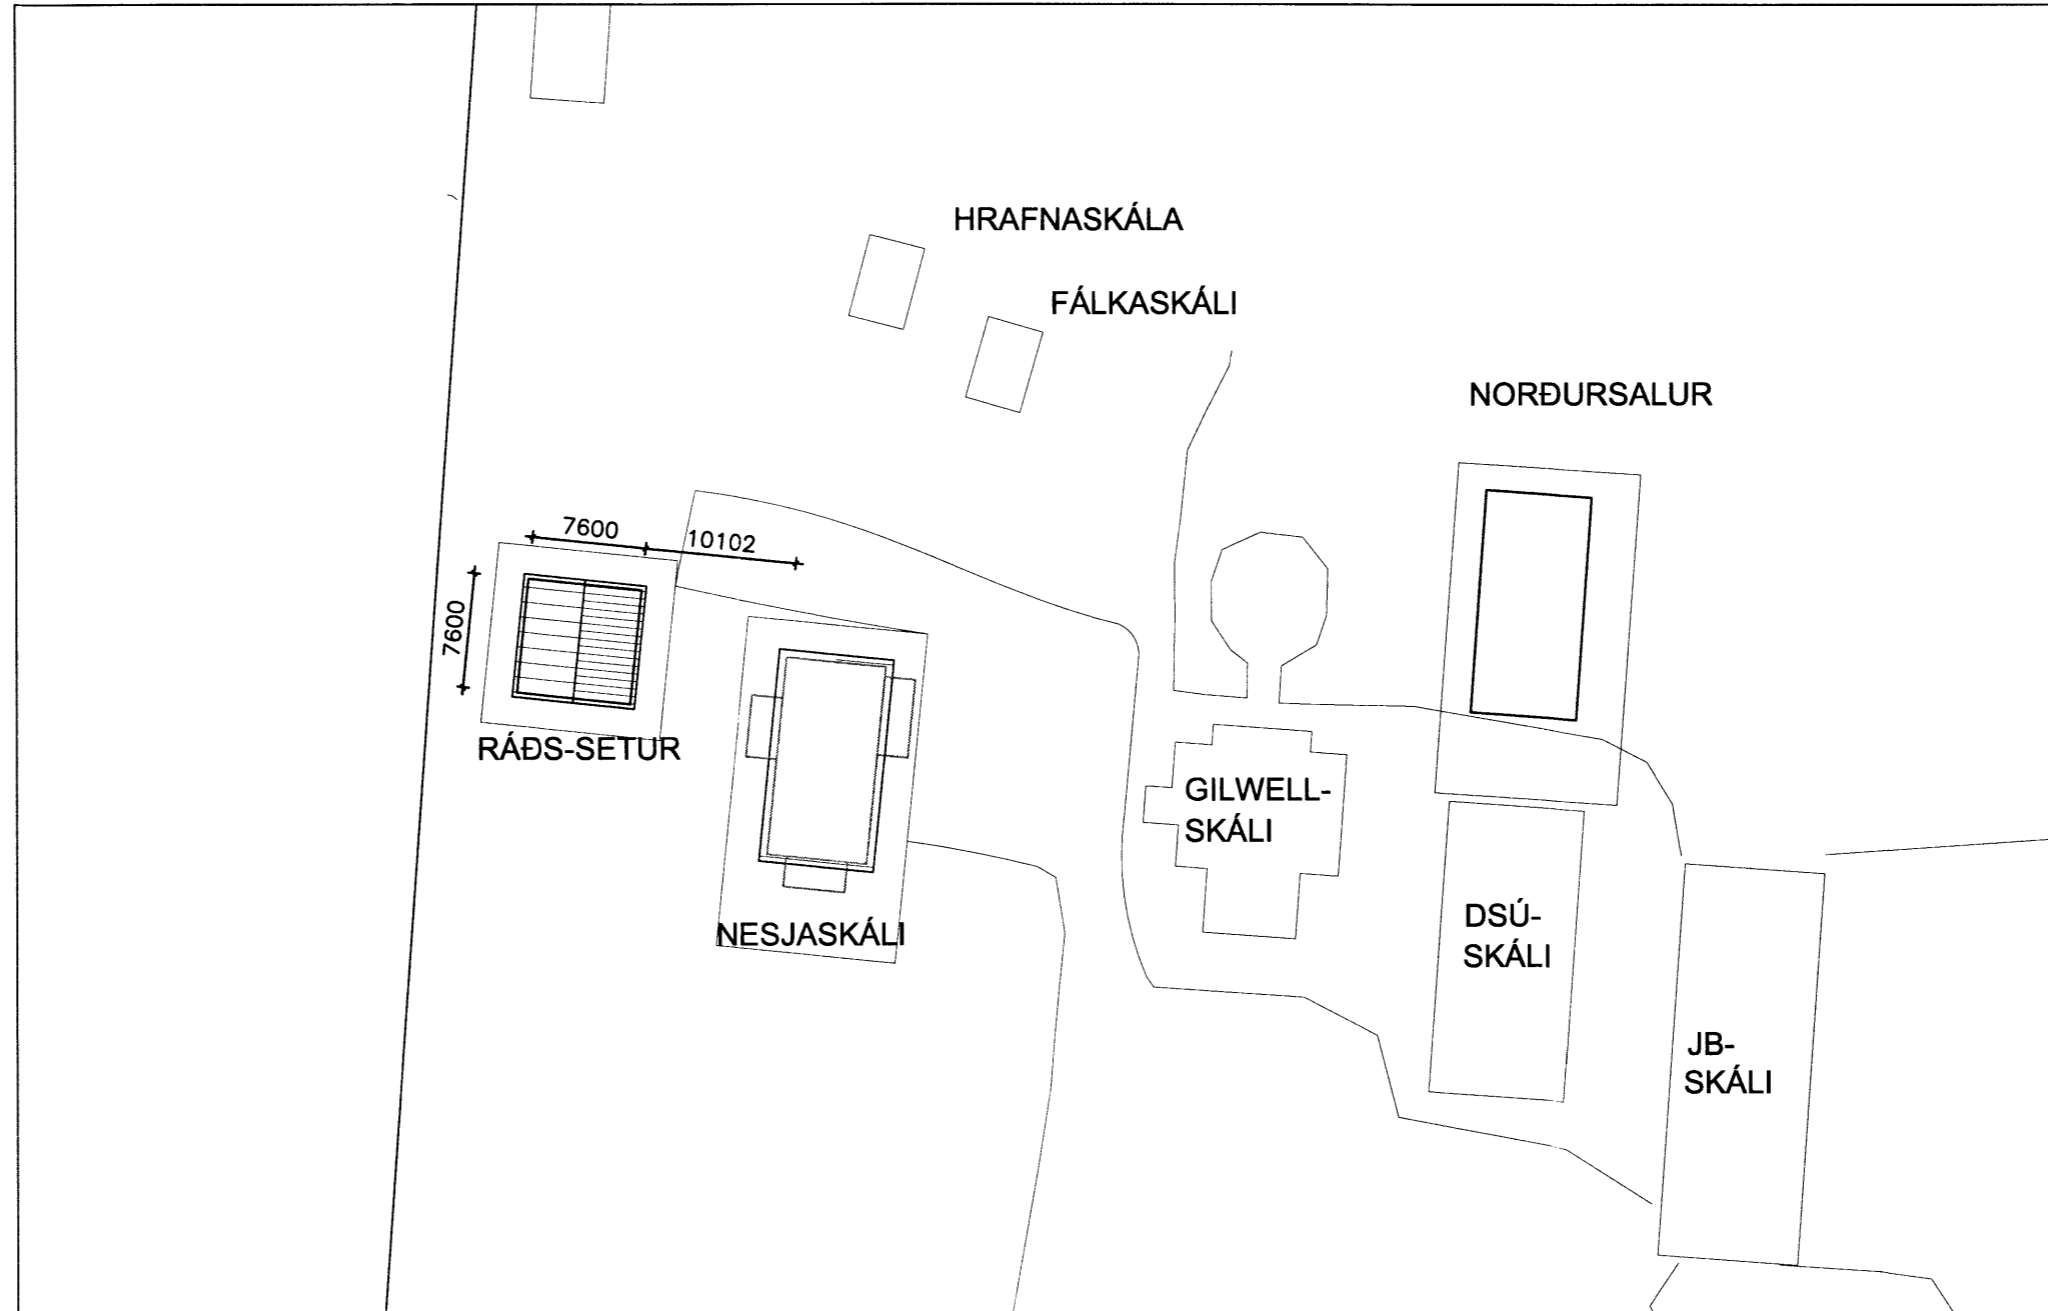 HRAFNASKÁLA
FÁLKASKÁLI
NORÐURSALUR
7600
10102
7600
RÁÐS-SETUR
GILWELL-
SKÁLI
NESJASKÁLI
DSÚ-
SKÁLI
JB-
SKÁLI